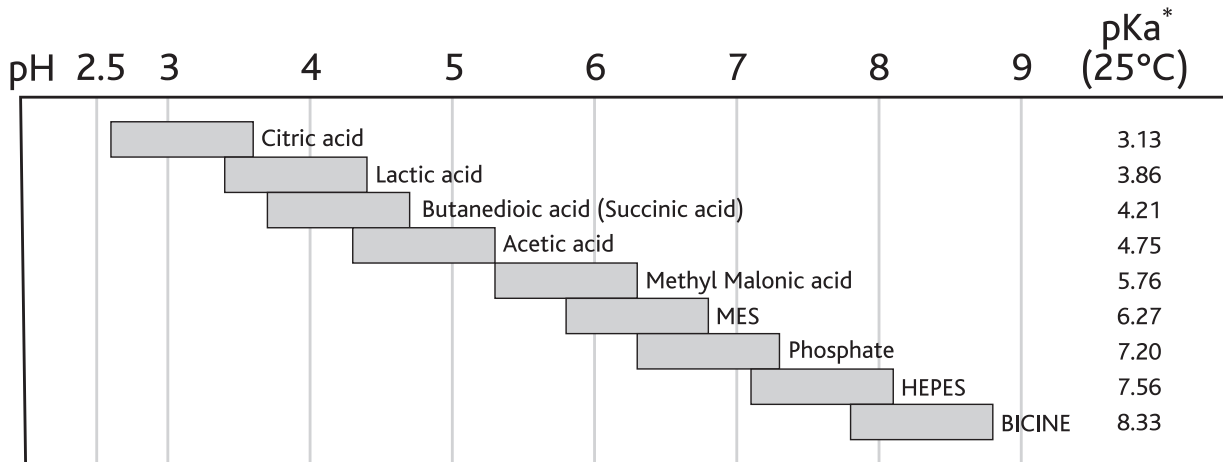 pKa*
pH 2.5 3 4 5 6 7 8 9 (25°C)
Citric acid 3.13
Lactic acid 3.86
Butanedioic acid (Succinic acid) 4.21
Acetic acid 4.75
Methyl Malonic acid 5.76
MES 6.27
Phosphate 7.20
HEPES 7.56
BICINE 8.33